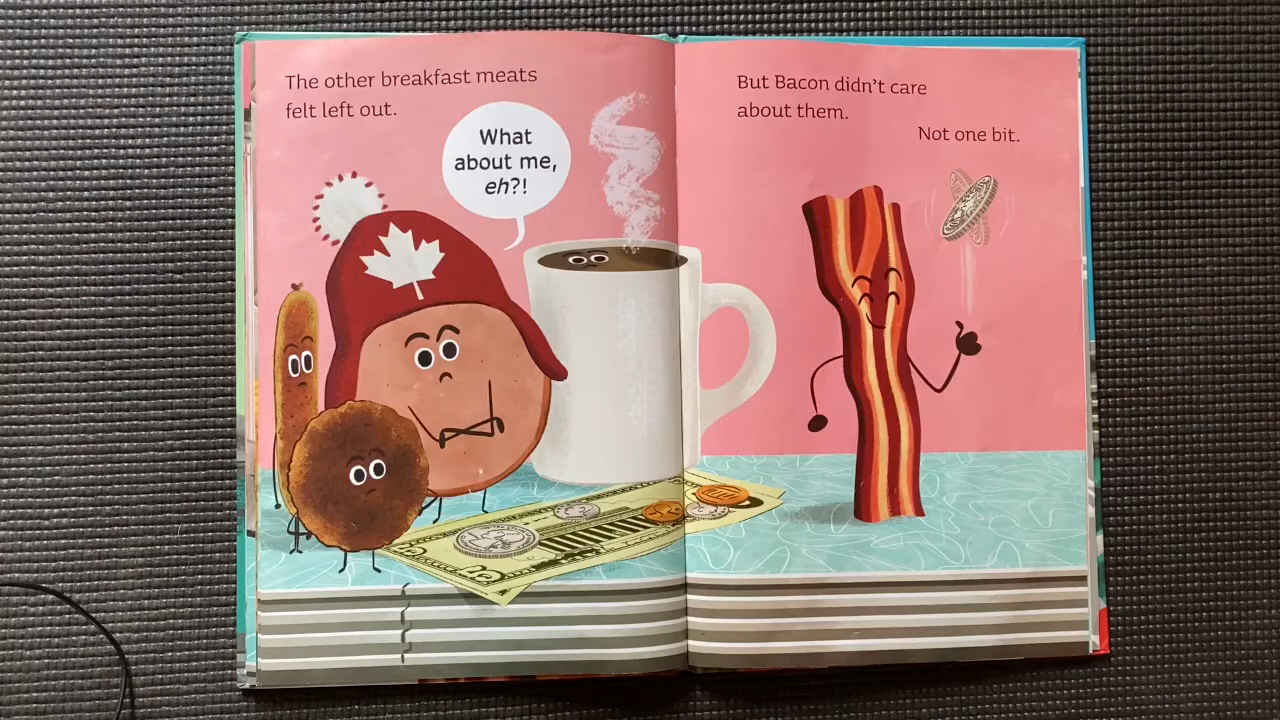 The other breakfast meats
felt left out.
What
about me,
eh?!
But Bacon didn't care
about them.
Not one bit.